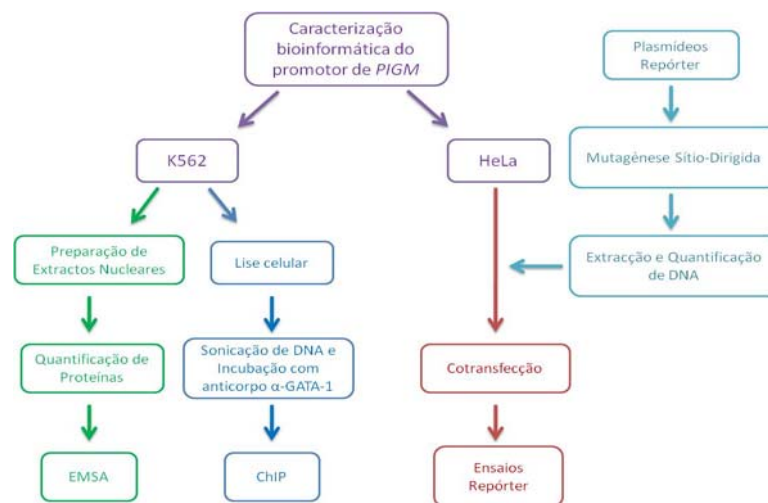 Caracterização
bioinformática do
promotor de PIGM
Plasmídeos
Repórter
K562
HeLa
Mutagénese Sítio-Dirigida
Preparação de
Extractos Nucleares
Lise celular
Extracção e Quantificação
de DNA
Quantificação de
Proteínas
Sonicação de DNA e
Incubação com
anticorpo α-GATA-1
Cotransfecção
EMSA
ChIP
Ensaios
Repórter